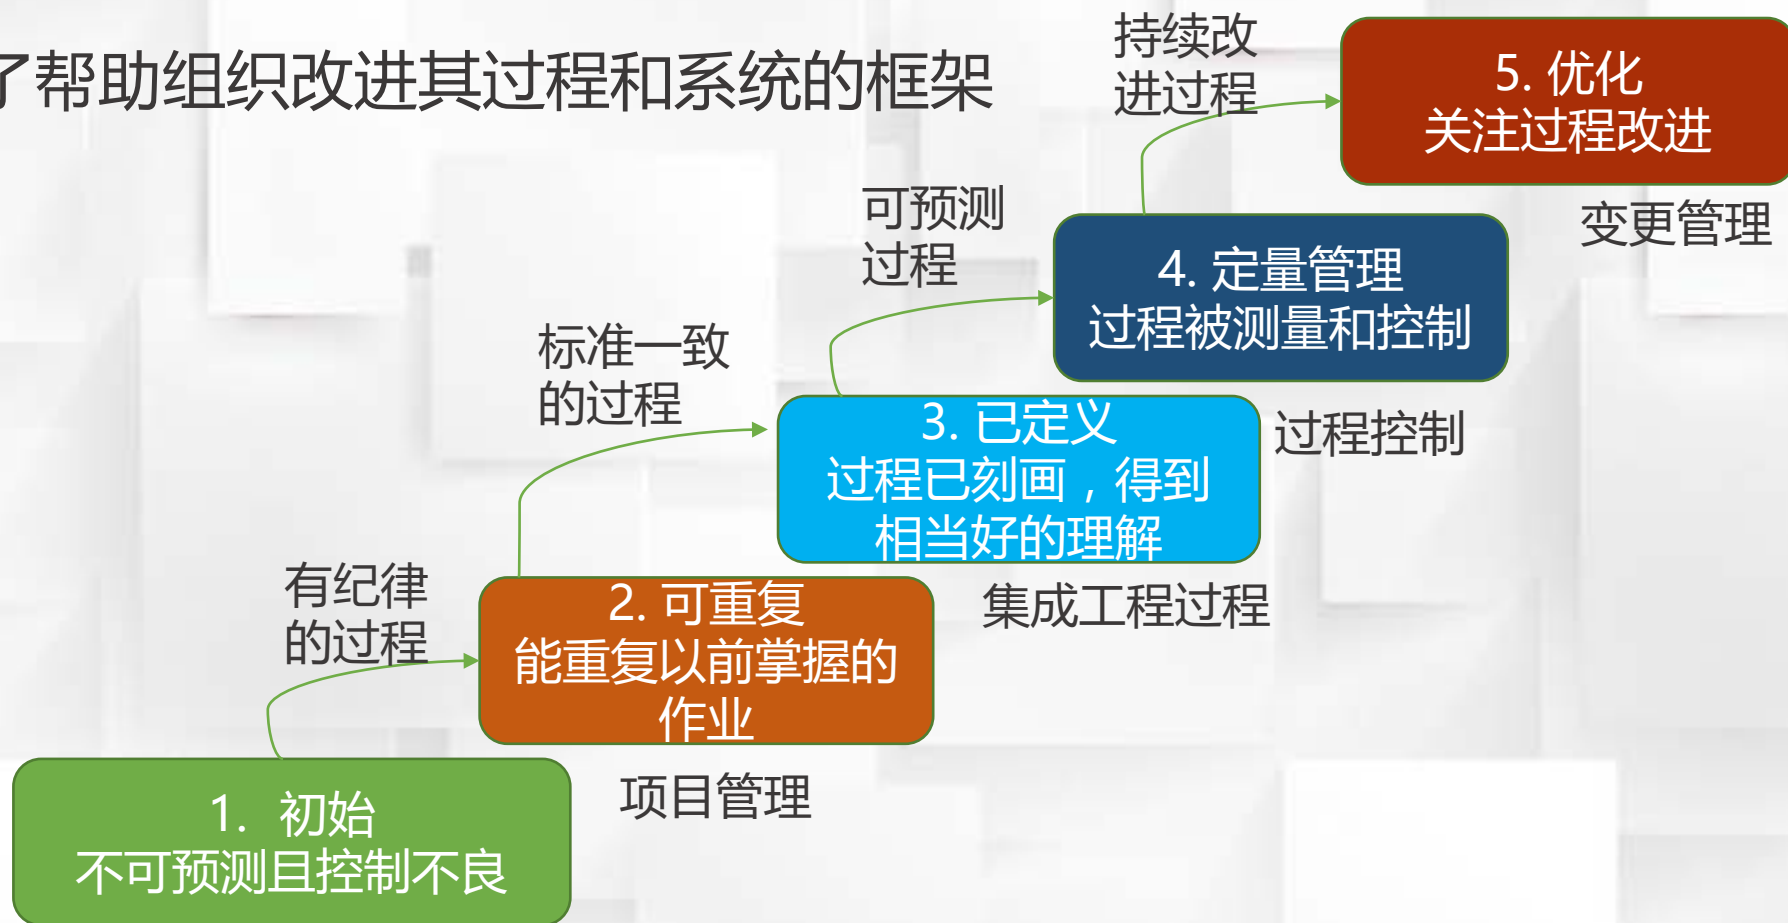 了帮助组织改进其过程和系统的框架
持续改
进过程
5. 优化
关注过程改进
变更管理
可预测
过程
4. 定量管理
过程被测量和控制
过程控制
标准一致
的过程
3. 已定义
过程已刻画，得到
相当好的理解
集成工程过程
有纪律
的过程
2. 可重复
能重复以前掌握的
作业
项目管理
1. 初始
不可预测且控制不良